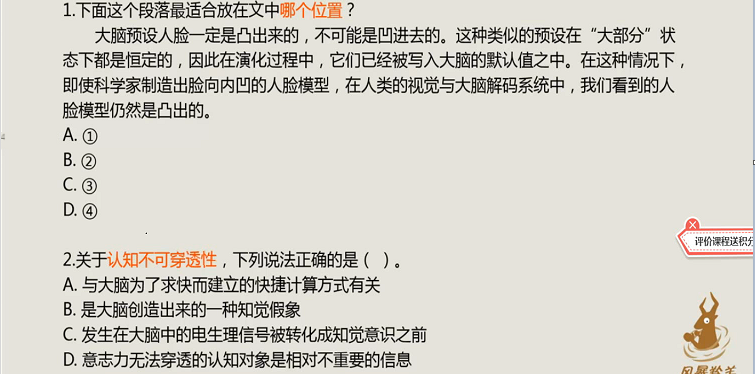 1.下面这个段落最适合放在文中哪个位置？
大脑预设人脸一定是凸出来的，不可能是凹进去的。这种类似的预设在“大部分”状
态下都是恒定的，因此在演化过程中，它们已经被写入大脑的默认值之中。在这种情况下，
即使科学家制造出脸向内凹的人脸模型，在人类的视觉与大脑解码系统中，我们看到的人
脸模型仍然是凸出的。
A. ①
B. ②
C. ③
D. ④
2.关于认知不可穿透性，下列说法正确的是（ ）。
A. 与大脑为了求快而建立的快捷计算方式有关
B. 是大脑创造出来的一种知觉假象
C. 发生在大脑中的电生理信号被转化成知觉意识之前
D. 意志力无法穿透的认知对象是相对不重要的信息
评价课程送积分